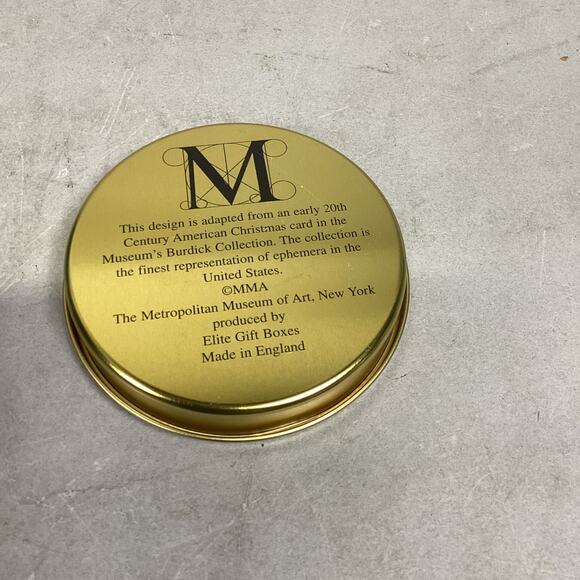 M
This design is adapted from an early 20th
Century American Christmas card in the
Museum's Burdick Collection. The collection is
the finest representation of ephemera in the
United States.
©MMA
The Metropolitan Museum of Art, New York
produced by
Elite Gift Boxes
Made in England